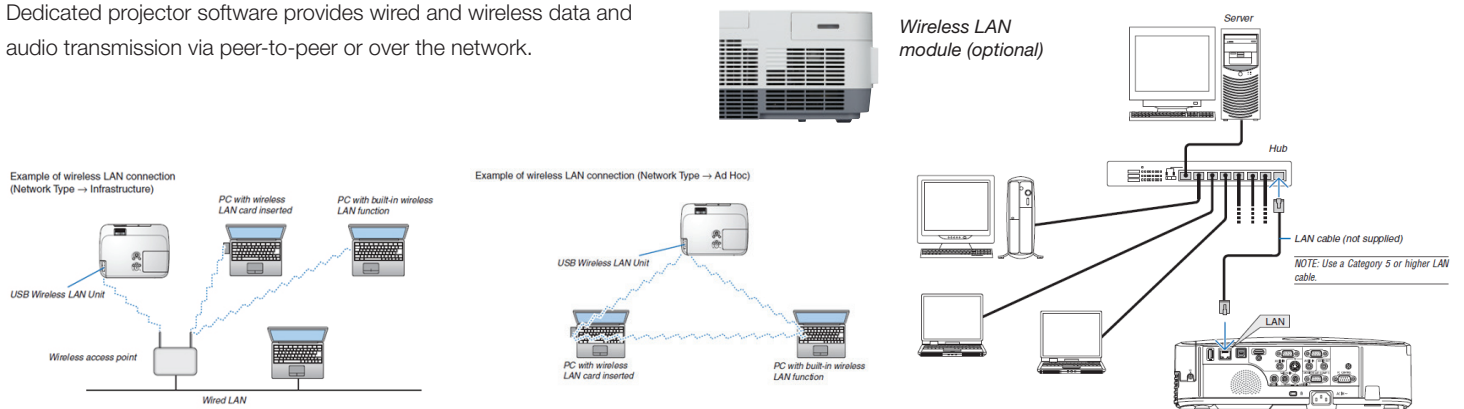 Dedicated projector software provides wired and wireless data and
audio transmission via peer-to-peer or over the network.
Wireless LAN
module (optional)
Example of wireless LAN connection
(Network Type → Infrastructure)
PC with wireless
LAN card inserted
PC with built-in wireless
LAN function
USB Wireless LAN Unit
Wireless access point
Wired LAN
Example of wireless LAN connection (Network Type → Ad Hoc)
USB Wireless LAN Unit
PC with wireless
LAN card inserted
PC with built-in wireless
LAN function
Server
Hub
LAN cable (not supplied)
NOTE: Use a Category 5 or higher LAN
cable.
LAN